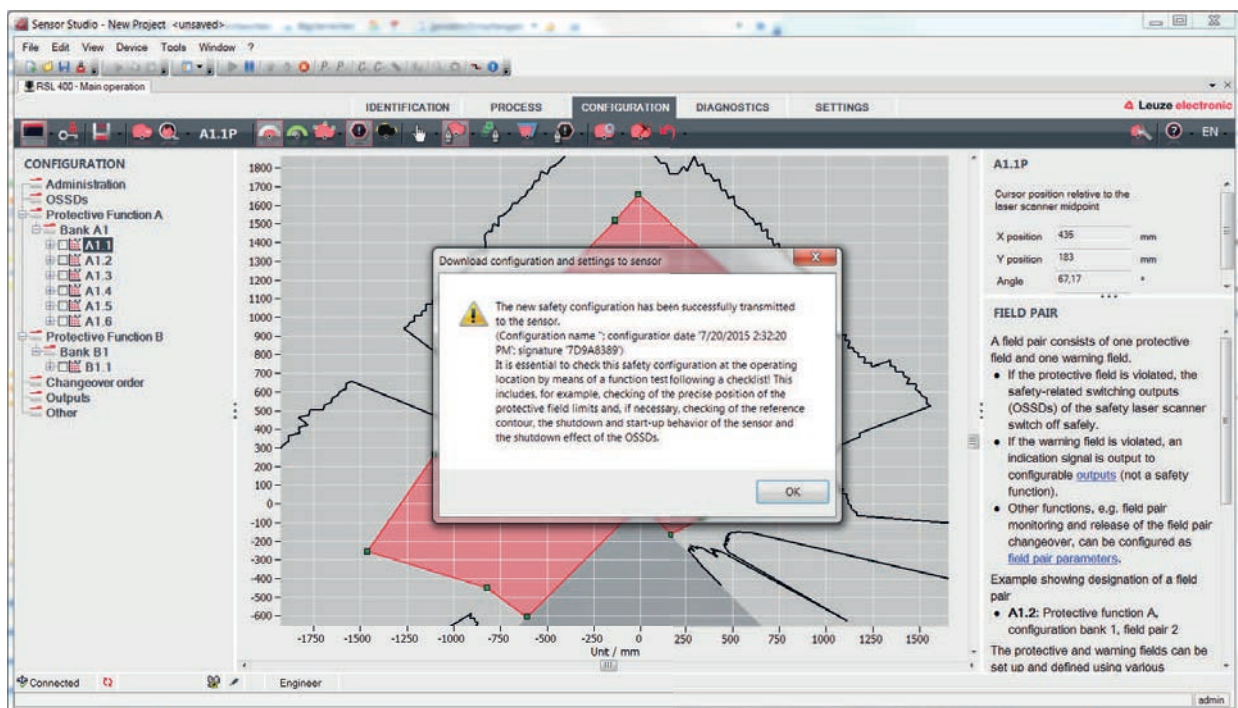 Sensor Studio - New Project <unsaved>
File Edit View Device Tools Window ?
RSL 400 - Main operation
IDENTIFICATION PROCESS CONFIGURATION DIAGNOSTICS SETTINGS
Leuze electronic
A1.1P
EN
CONFIGURATION
Administration
OSSDs
Protective Function A
Bank A1
A1.1
A1.2
A1.3
A1.4
A1.5
A1.6
Protective Function B
Bank B1
B1.1
Changeover order
Outputs
Other
1800
1700
1600
1500
1400
1300
1200
1100
1000
900
800
700
600
500
400
300
200
100
0
-100
-200
-300
-400
-500
-600
-1750 -1500 -1250 -1000 -750 -500 -250 0 250 500 750 1000 1250 1500
Unt / mm
Download configuration and settings to sensor
The new safety configuration has been successfully transmitted
to the sensor.
(Configuration name ''; configuration date '7/20/2015 2:32:20
PM'; signature '7D9A8389')
It is essential to check this safety configuration at the operating
location by means of a function test following a checklist! This
includes, for example, checking of the precise position of the
protective field limits and, if necessary, checking of the reference
contour, the shutdown and start-up behavior of the sensor and
the shutdown effect of the OSSDs.
OK
A1.1P
Cursor position relative to the
laser scanner midpoint
X position 435 mm
Y position 183 mm
Angle 67,17 °
FIELD PAIR
A field pair consists of one protective
field and one warning field.
• If the protective field is violated, the
safety-related switching outputs
(OSSDs) of the safety laser scanner
switch off safely.
• If the warning field is violated, an
indication signal is output to
configurable outputs (not a safety
function).
• Other functions, e.g. field pair
monitoring and release of the field pair
changeover, can be configured as
field pair parameters.
Example showing designation of a field
pair
• A1.2: Protective function A,
configuration bank 1, field pair 2
The protective and warning fields can be
set up and defined using various
Connected
Engineer
admin